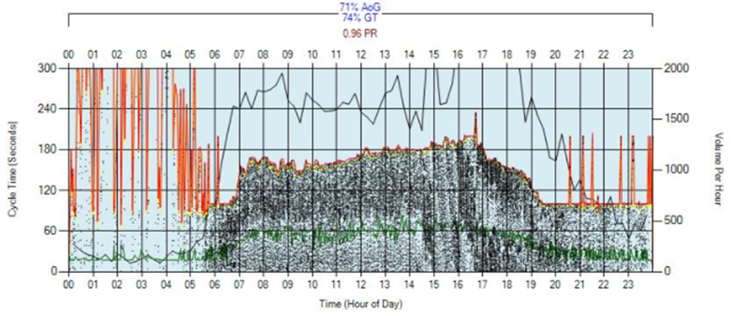 71% AoG
74% GT
0.96 PR
00 01 02 03 04 05 06 07 08 09 10 11 12 13 14 15 16 17 18 19 20 21 22 23
300 2000
240
1500
180
1000
120
500
60
0 0
00 01 02 03 04 05 06 07 08 09 10 11 12 13 14 15 16 17 18 19 20 21 22 23
Cycle Time [Seconds]
Volume Per Hour
Time (Hour of Day)